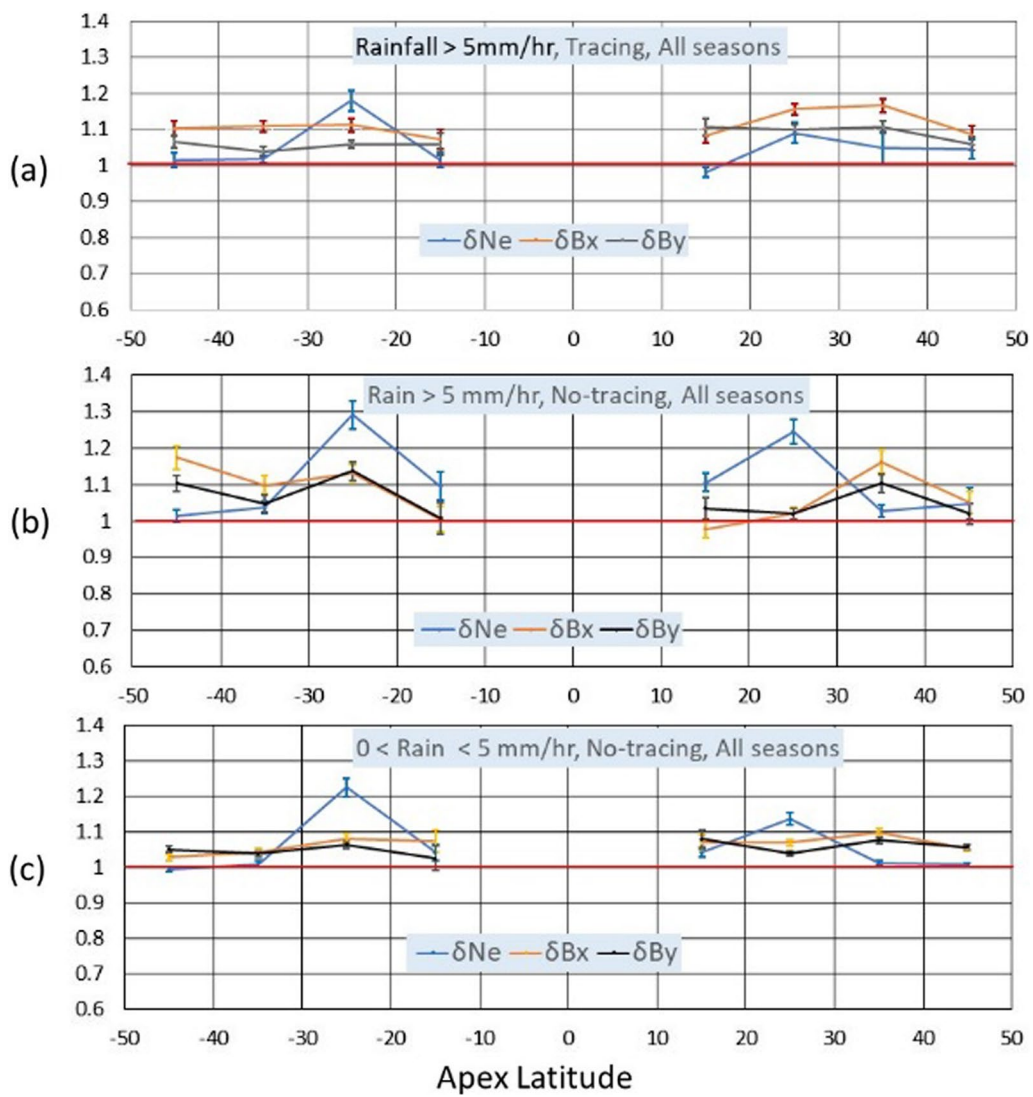 1.4
Rainfall > 5mm/hr, Tracing, All seasons
1.3
1.2
1.1
(a)
1
0.9
δNe δBx δBy
0.8
0.7
0.6
-50 -40 -30 -20 -10 0 10 20 30 40 50
1.4
Rain > 5 mm/hr, No-tracing, All seasons
1.3
1.2
1.1
(b)
1
0.9
0.8
δNe δBx δBy
0.7
0.6
-50 -40 -30 -20 -10 0 10 20 30 40 50
1.4
0 < Rain < 5 mm/hr, No-tracing, All seasons
1.3
1.2
1.1
(c)
1
0.9
0.8
δNe δBx δBy
0.7
0.6
-50 -40 -30 -20 -10 0 10 20 30 40 50
Apex Latitude